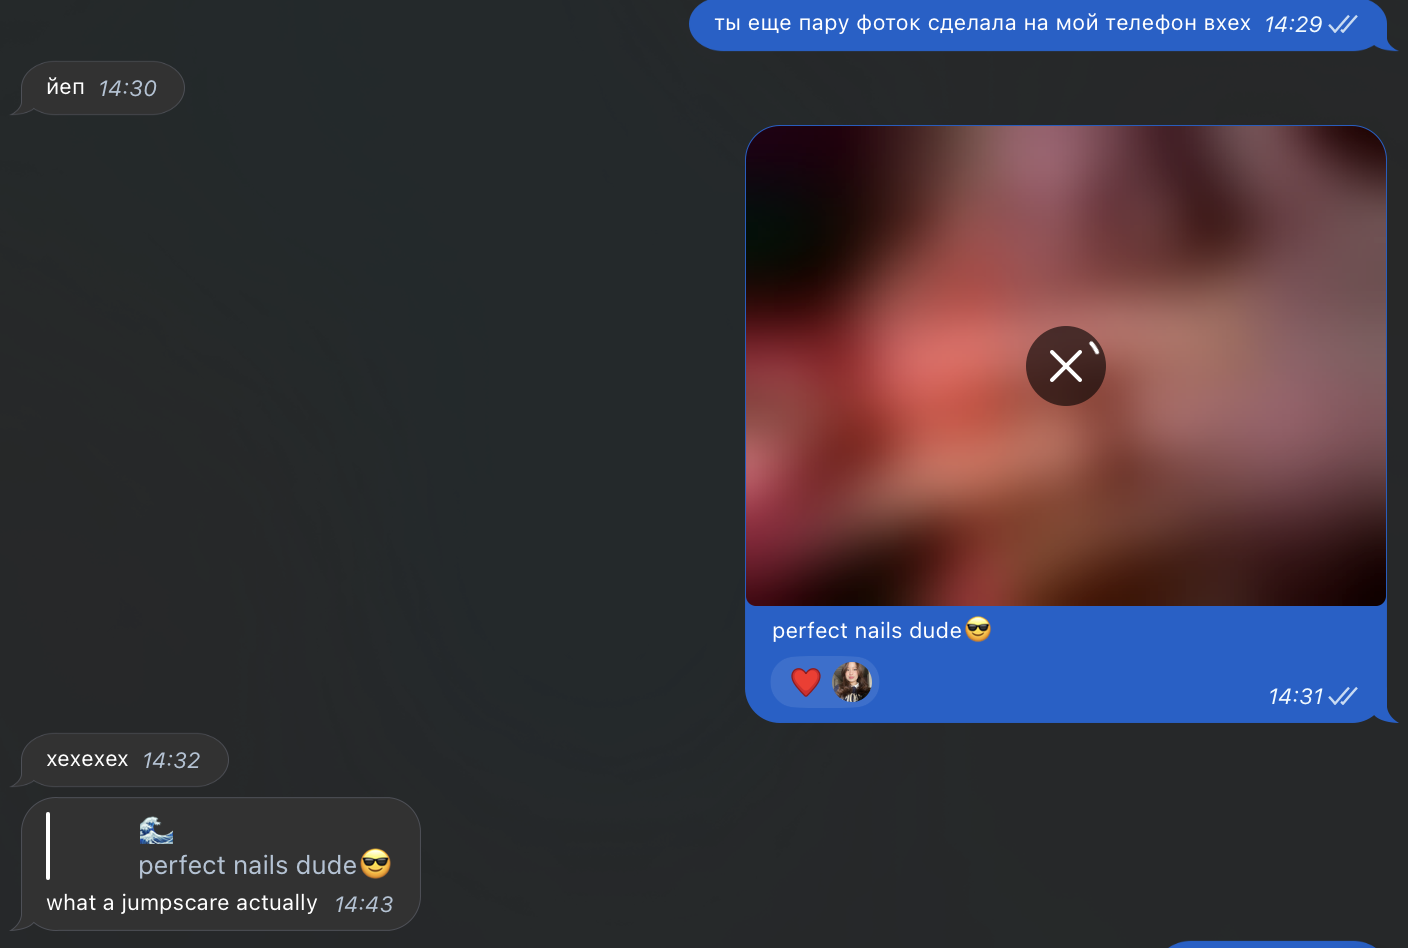 ты еще пару фоток сделала на мой телефон вхех 14:29
йеп 14:30
perfect nails dude😎
❤️
14:31
хехехех 14:32
🌊
perfect nails dude😎
what a jumpscare actually 14:43